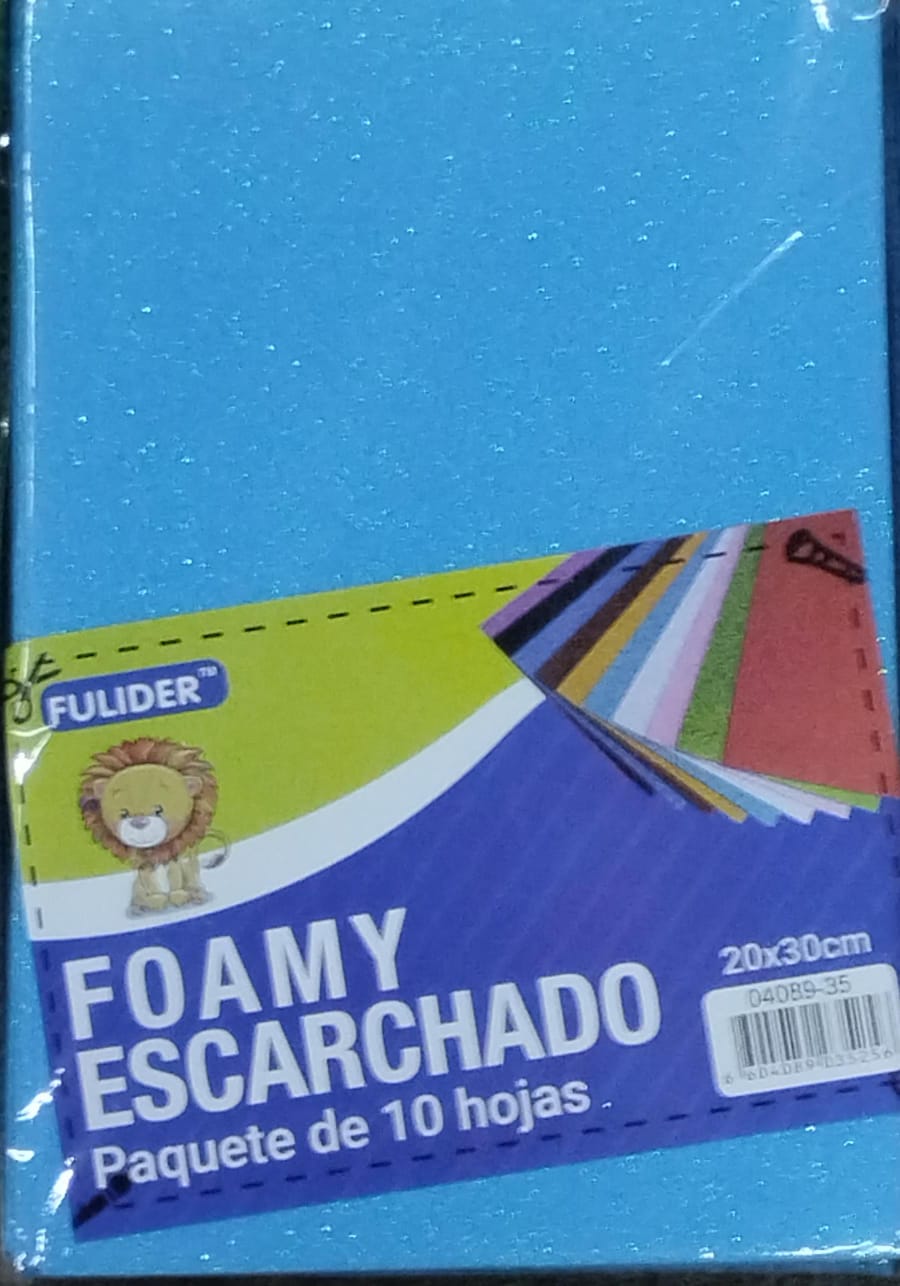 FULIDER™
FOAMY
ESCARCHADO
Paquete de 10 hojas
20x30cm
04089-35